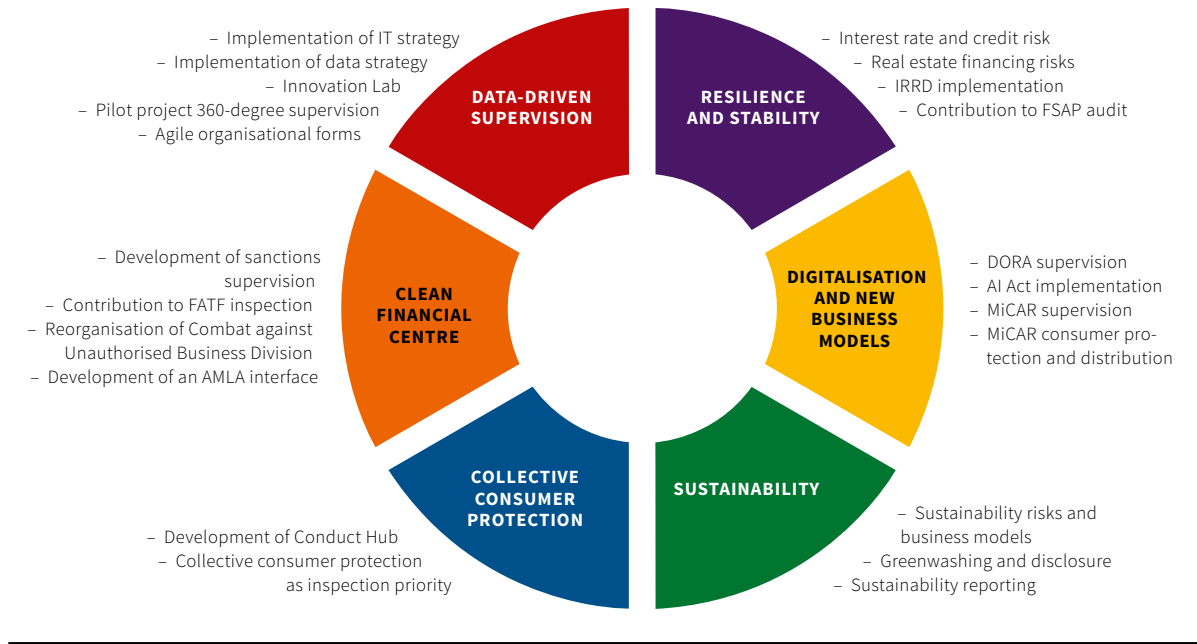 – Implementation of IT strategy
– Implementation of data strategy
– Innovation Lab
– Pilot project 360-degree supervision
– Agile organisational forms
DATA-DRIVEN
SUPERVISION
RESILIENCE
AND STABILITY
– Interest rate and credit risk
– Real estate financing risks
– IRRD implementation
– Contribution to FSAP audit
– Development of sanctions
supervision
– Contribution to FATF inspection
– Reorganisation of Combat against
Unauthorised Business Division
– Development of an AMLA interface
CLEAN
FINANCIAL
CENTRE
DIGITALISATION
AND NEW
BUSINESS
MODELS
– DORA supervision
– AI Act implementation
– MiCAR supervision
– MiCAR consumer pro-
tection and distribution
– Development of Conduct Hub
– Collective consumer protection
as inspection priority
COLLECTIVE
CONSUMER
PROTECTION
SUSTAINABILITY
– Sustainability risks and
business models
– Greenwashing and disclosure
– Sustainability reporting